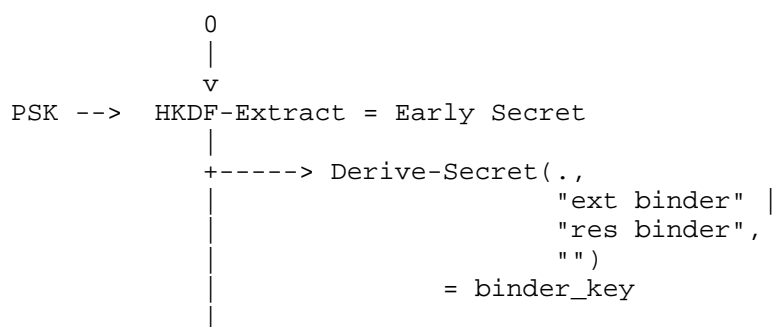 0
             |
             v
PSK -->  HKDF-Extract = Early Secret
             |
             +-----> Derive-Secret(.,
             |                     "ext binder" |
             |                     "res binder",
             |                     "")
             |              = binder_key
             |